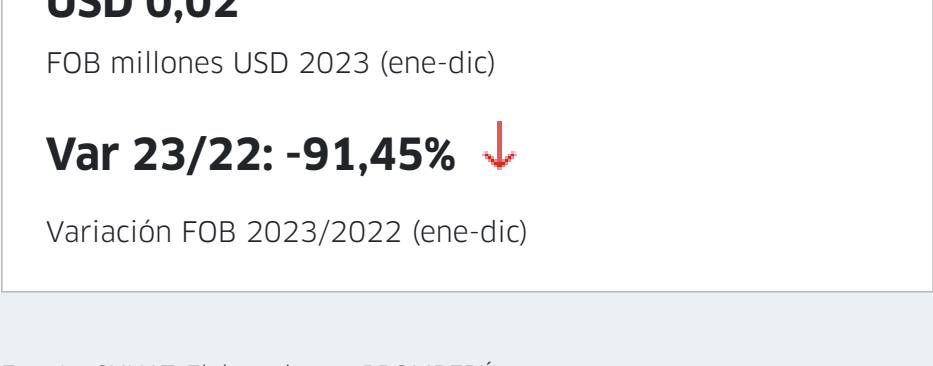 USD 0,02
FOB millones USD 2023 (ene-dic)
Var 23/22: -91,45%
Variación FOB 2023/2022 (ene-dic)